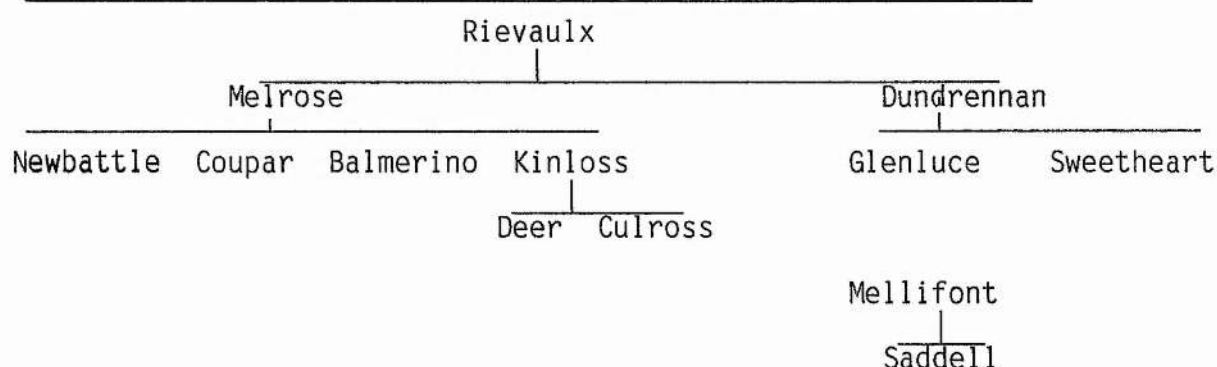 Rievaulx
Melrose Dundrennan
Newbattle Coupar Balmerino Kinloss Glenluce Sweetheart
Deer Culross
Mellifont
Saddell